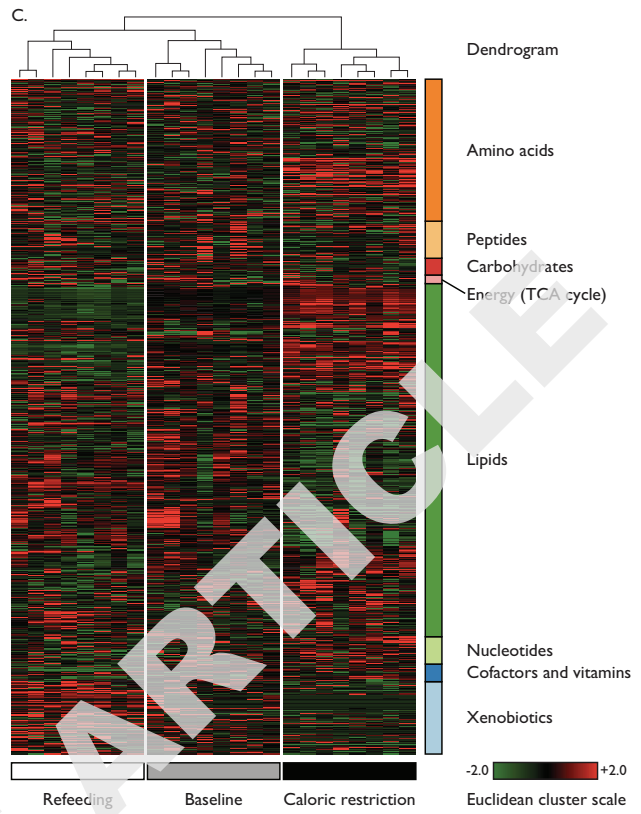 C.
Dendrogram
Amino acids
Peptides
Carbohydrates
Energy (TCA cycle)
Lipids
Nucleotides
Cofactors and vitamins
Xenobiotics
-2.0 +2.0
Refeeding Baseline Caloric restriction Euclidean cluster scale
ARTICLE